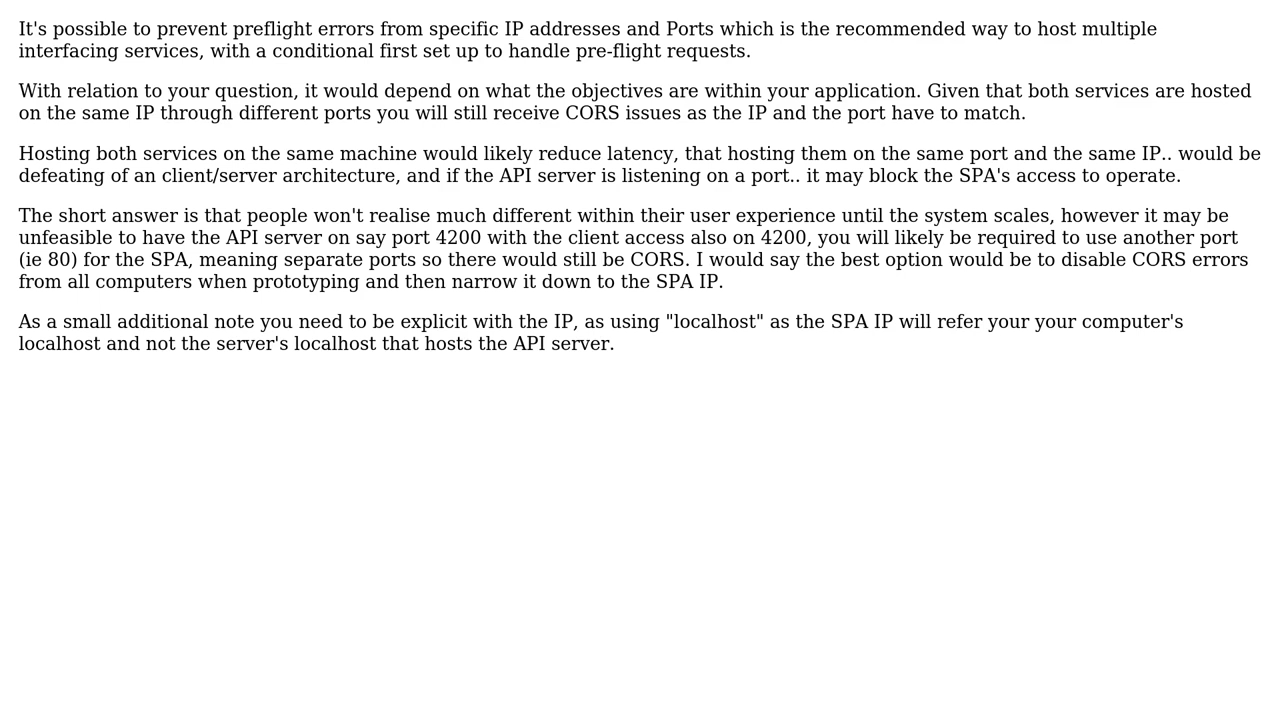 It's possible to prevent preflight errors from specific IP addresses and Ports which is the recommended way to host multiple
interfacing services, with a conditional first set up to handle pre-flight requests.
With relation to your question, it would depend on what the objectives are within your application. Given that both services are hosted
on the same IP through different ports you will still receive CORS issues as the IP and the port have to match.
Hosting both services on the same machine would likely reduce latency, that hosting them on the same port and the same IP.. would be
defeating of an client/server architecture, and if the API server is listening on a port.. it may block the SPA's access to operate.
The short answer is that people won't realise much different within their user experience until the system scales, however it may be
unfeasible to have the API server on say port 4200 with the client access also on 4200, you will likely be required to use another port
(ie 80) for the SPA, meaning separate ports so there would still be CORS. I would say the best option would be to disable CORS errors
from all computers when prototyping and then narrow it down to the SPA IP.
As a small additional note you need to be explicit with the IP, as using "localhost" as the SPA IP will refer your your computer's
localhost and not the server's localhost that hosts the API server.